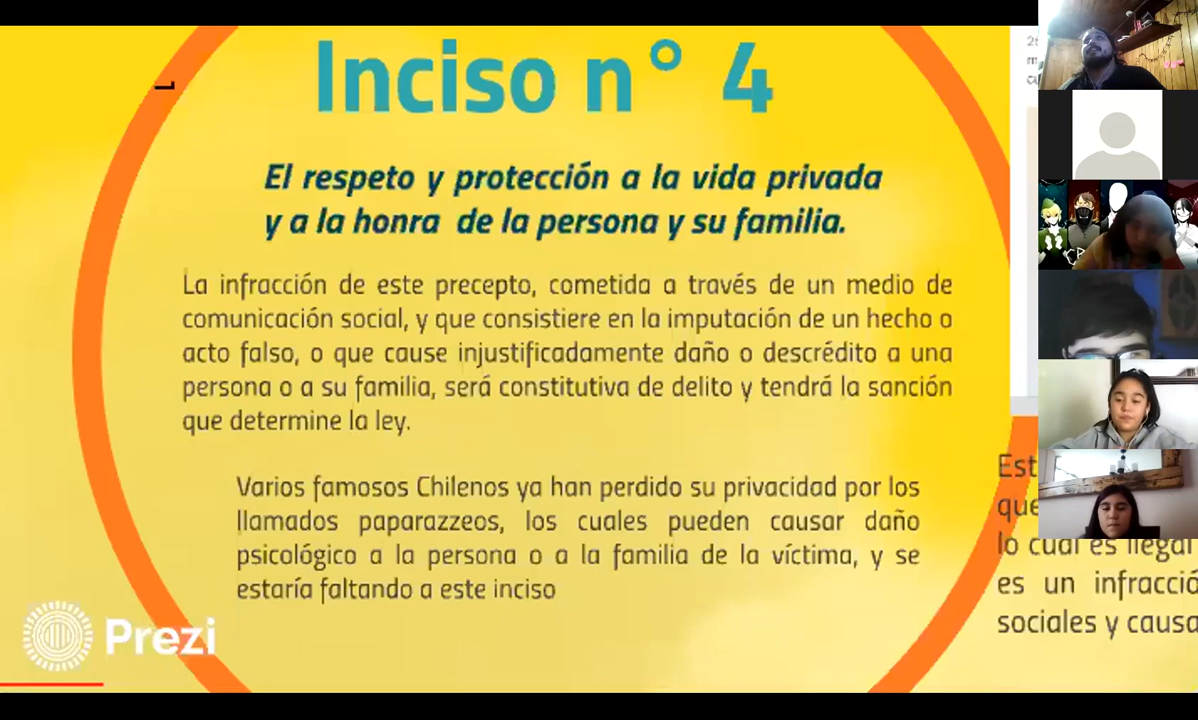 Inciso n° 4
El respeto y protección a la vida privada
y a la honra de la persona y su familia.
La infracción de este precepto, cometida a través de un medio de
comunicación social, y que consistiere en la imputación de un hecho o
acto falso, o que cause injustificadamente daño o descrédito a una
persona o a su familia, será constitutiva de delito y tendrá la sanción
que determine la ley.
Varios famosos Chilenos ya han perdido su privacidad por los
llamados paparazzeos, los cuales pueden causar daño
psicológico a la persona o a la familia de la víctima, y se
estaría faltando a este inciso
Est
que
lo cual es ilegal
es un infracció
sociales y causa
Prezi